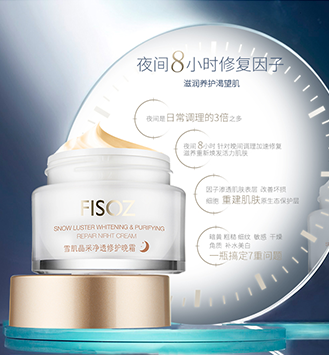 夜间8小时修复因子
滋润养护渴望肌
夜间是日常调理的3倍之多
夜间8小时 针对晚间调理加速修复
滋养重新焕发活力肌肤
因子渗透肌肤表层 改善坏损
细胞 重建肌肤原生态保护层
暗黄 粗糙 细纹 敏感 干燥
角质 补水美白
一瓶搞定7重问题
FISOZ
SNOW LUSTER WHITENING & PURIFYING
REPAIR NIGHT CREAM
雪肌晶采净透修护晚霜